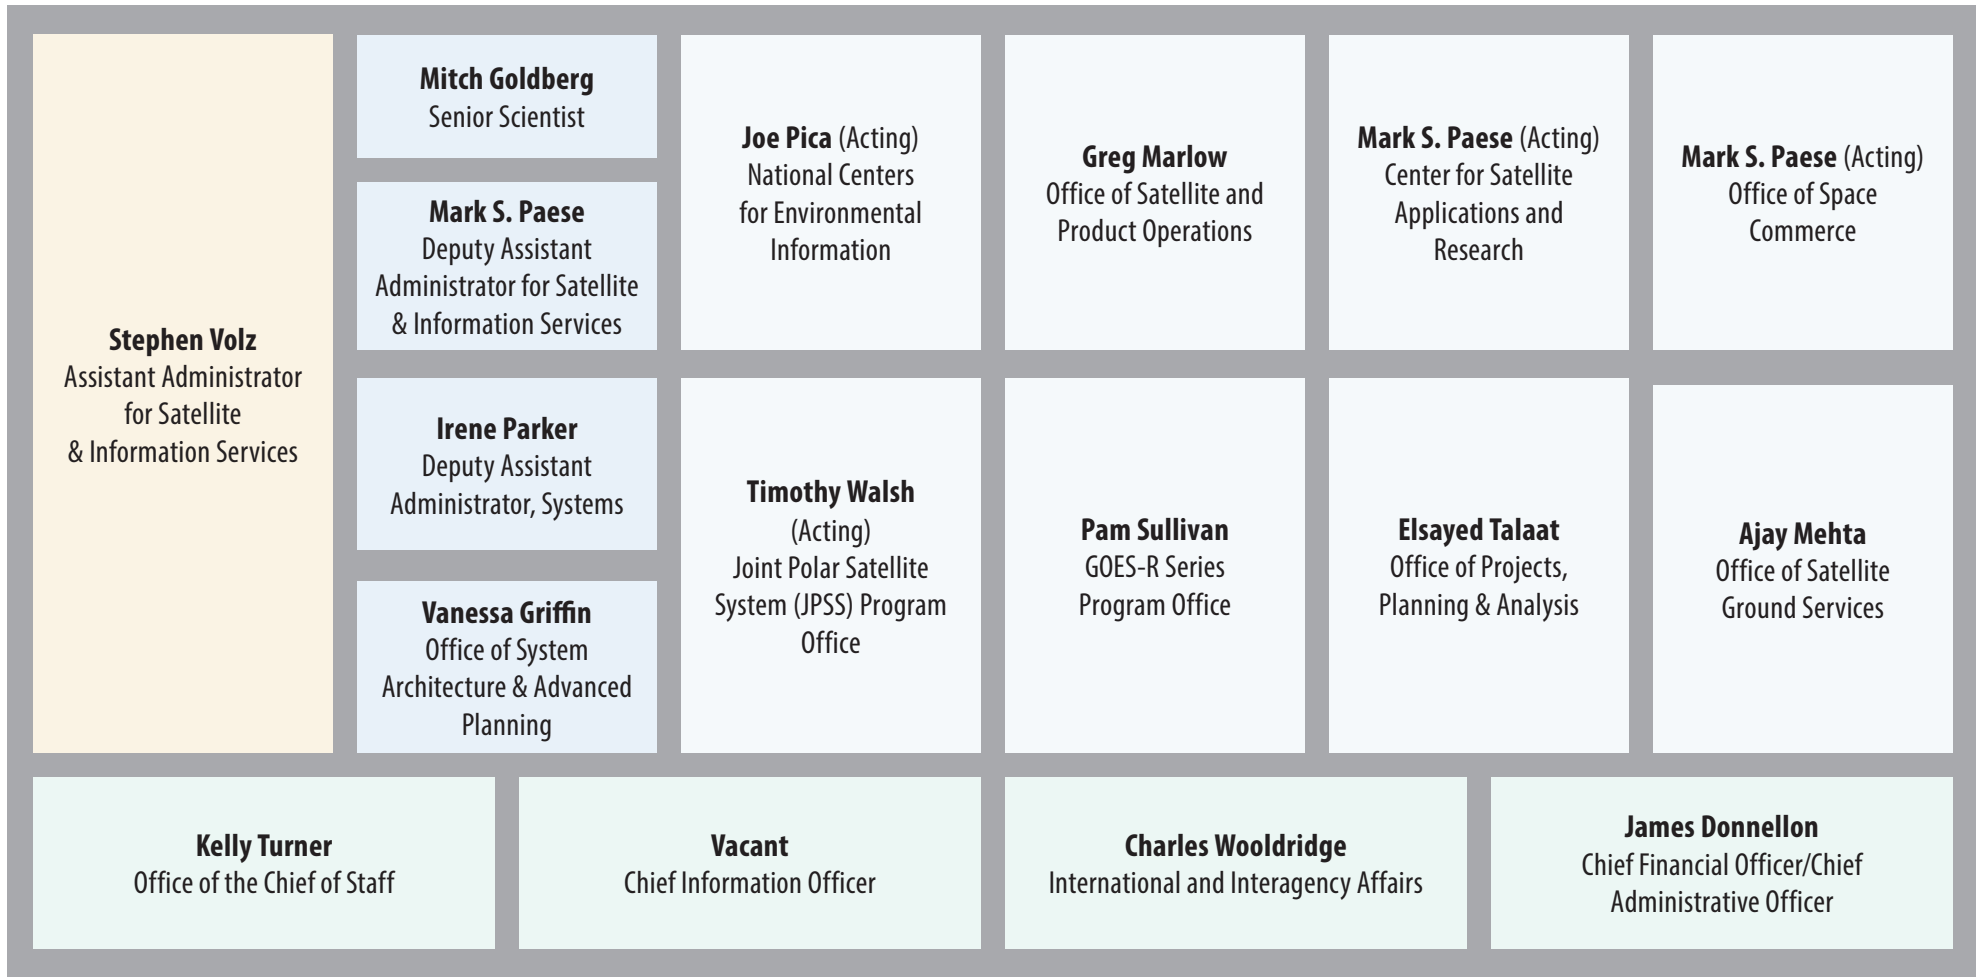 Stephen Volz
Assistant Administrator
for Satellite
& Information Services
Mitch Goldberg
Senior Scientist
Mark S. Paese
Deputy Assistant
Administrator for Satellite
& Information Services
Irene Parker
Deputy Assistant
Administrator, Systems
Vanessa Griffin
Office of System
Architecture & Advanced
Planning
Joe Pica (Acting)
National Centers
for Environmental
Information
Greg Marlow
Office of Satellite and
Product Operations
Mark S. Paese (Acting)
Center for Satellite
Applications and
Research
Mark S. Paese (Acting)
Office of Space
Commerce
Timothy Walsh
(Acting)
Joint Polar Satellite
System (JPSS) Program
Office
Pam Sullivan
GOES-R Series
Program Office
Elsayed Talaat
Office of Projects,
Planning & Analysis
Ajay Mehta
Office of Satellite
Ground Services
Kelly Turner
Office of the Chief of Staff
Vacant
Chief Information Officer
Charles Wooldridge
International and Interagency Affairs
James Donnellon
Chief Financial Officer/Chief
Administrative Officer